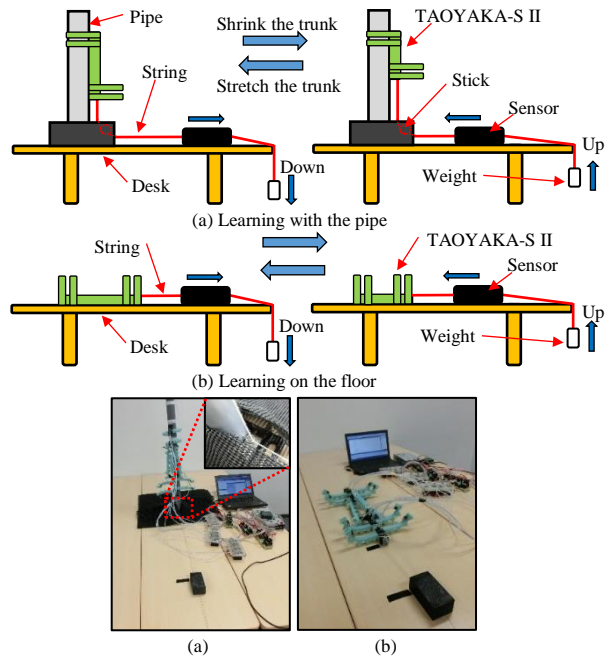 Pipe
String
Desk
Down
Shrink the trunk
Stretch the trunk
TAOYAKA-S II
Stick
Sensor
Up
Weight
(a) Learning with the pipe
String
Desk
Down
TAOYAKA-S II
Sensor
Up
Weight
(b) Learning on the floor
(a)
(b)